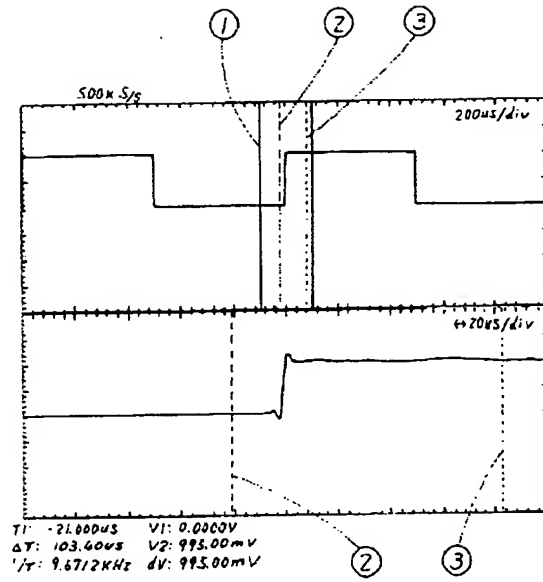 ① ② ③
500K S/s
200us/div
↔20us/div
T1: -21.000us V1: 0.0000V
ΔT: 103.40us V2: 995.00mV
1/T: 9.6712KHz dV: 995.00mV
② ③